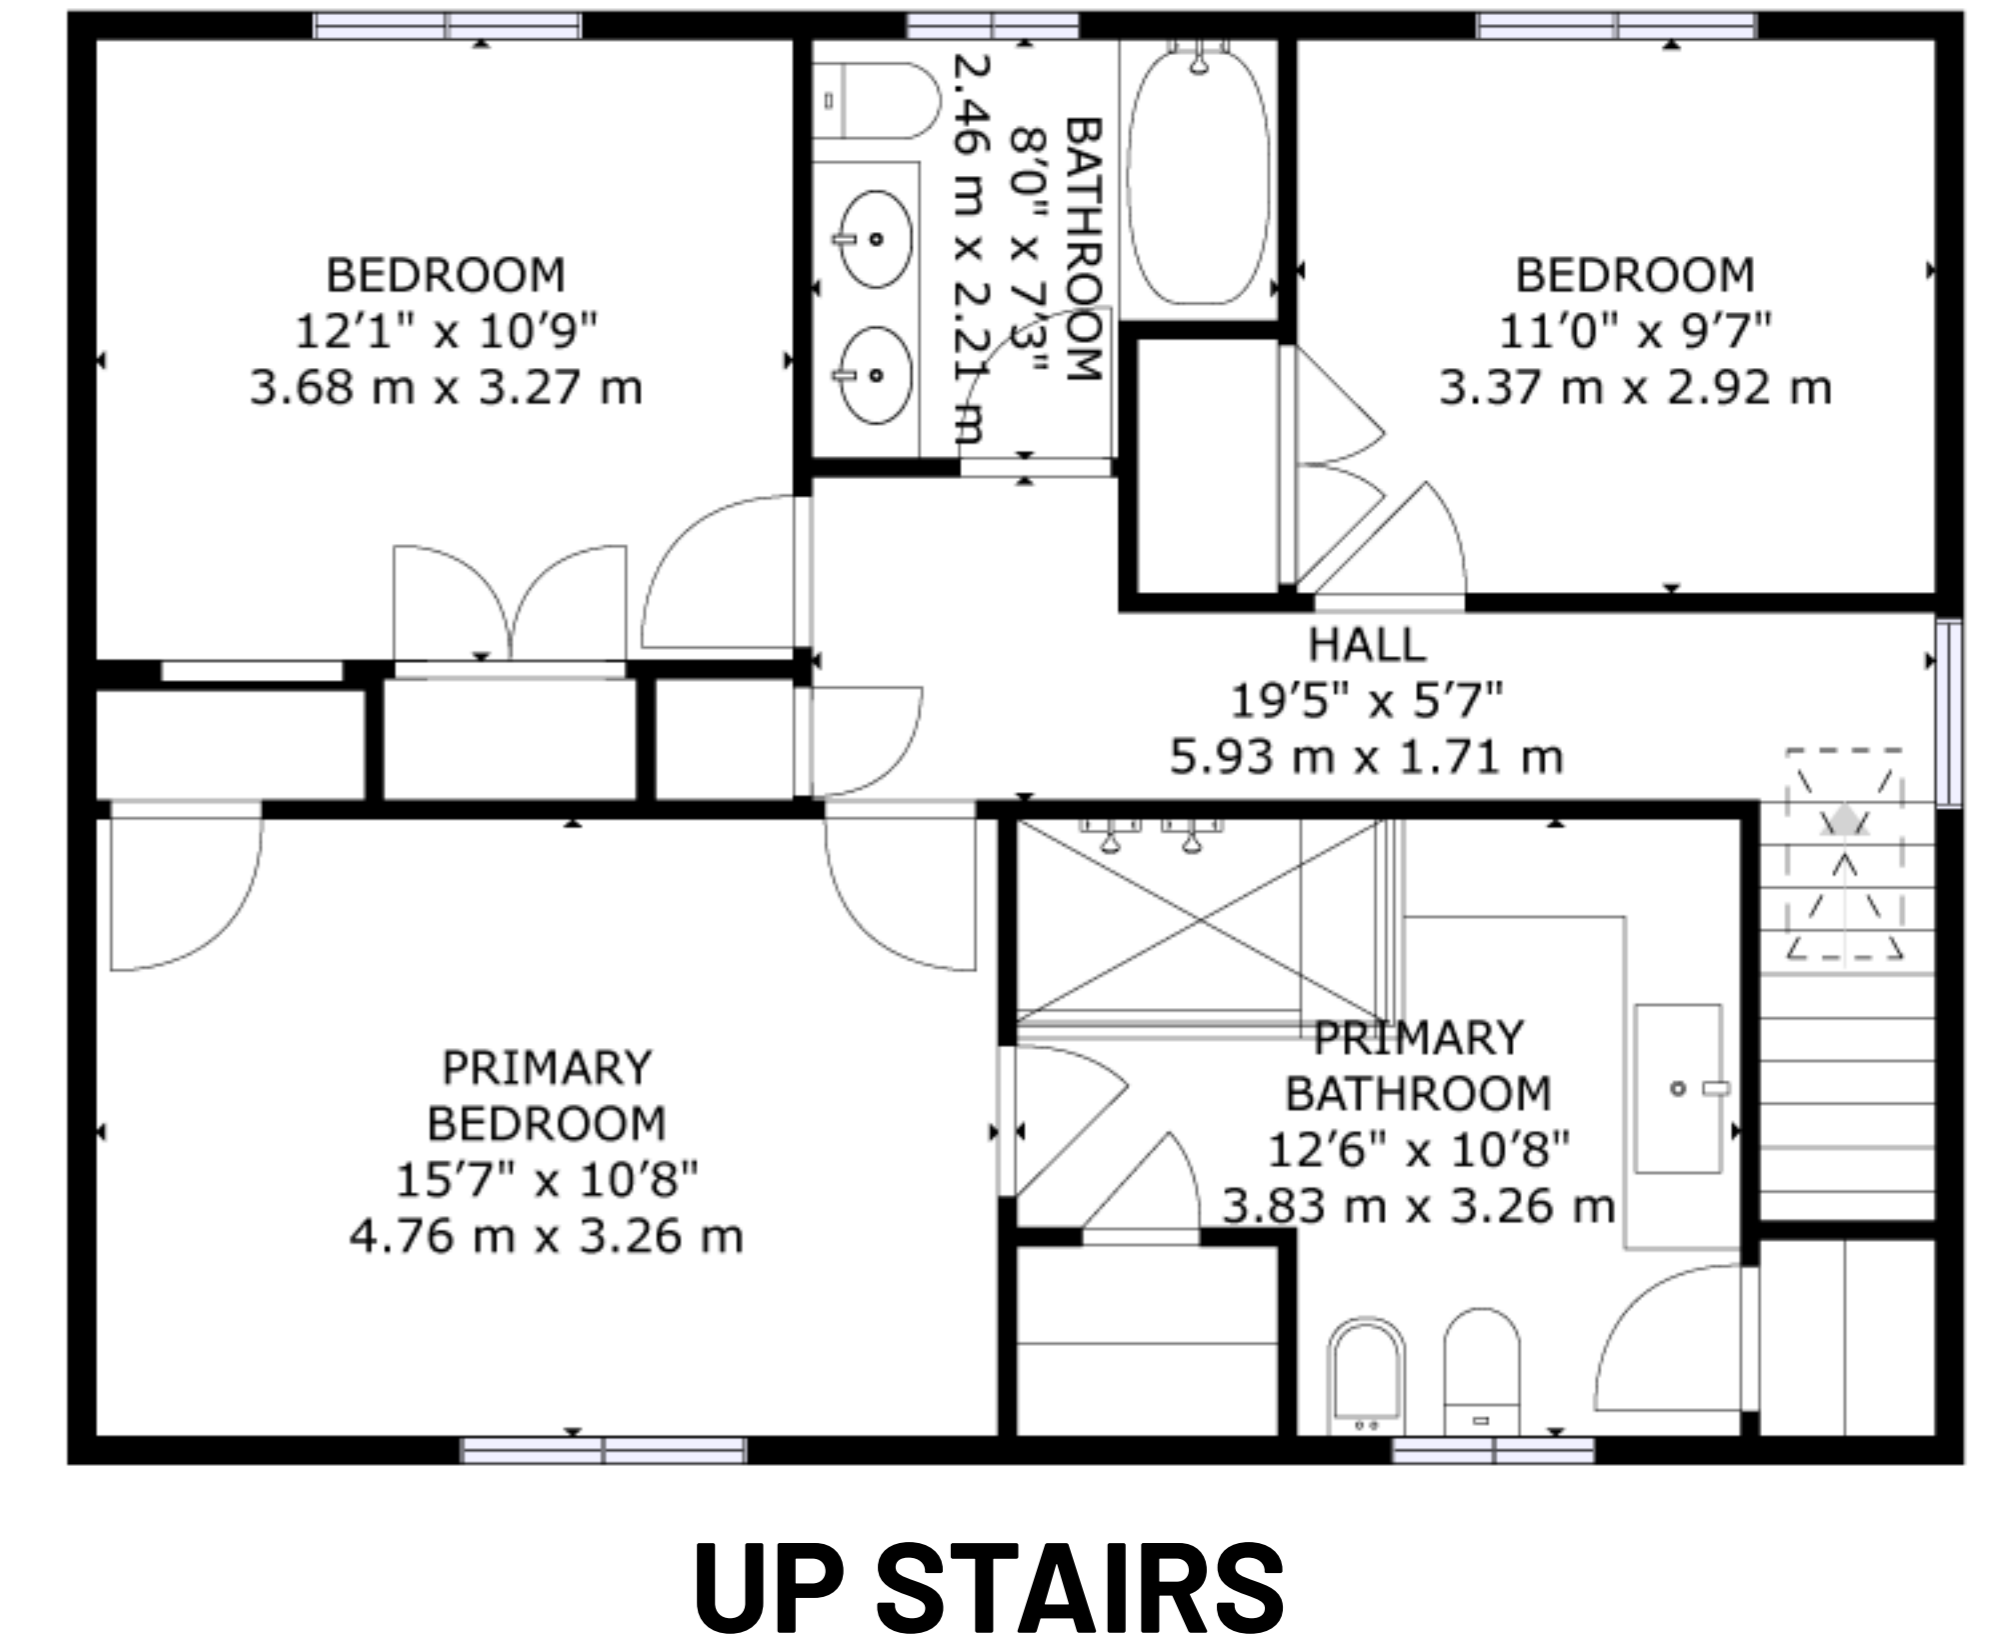 BEDROOM
12'1" x 10'9"
3.68 m x 3.27 m
BATHROOM
8'0" x 7'3"
2.46 m x 2.21 m
BEDROOM
11'0" x 9'7"
3.37 m x 2.92 m
HALL
19'5" x 5'7"
5.93 m x 1.71 m
PRIMARY
BEDROOM
15'7" x 10'8"
4.76 m x 3.26 m
PRIMARY
BATHROOM
12'6" x 10'8"
3.83 m x 3.26 m
UP STAIRS